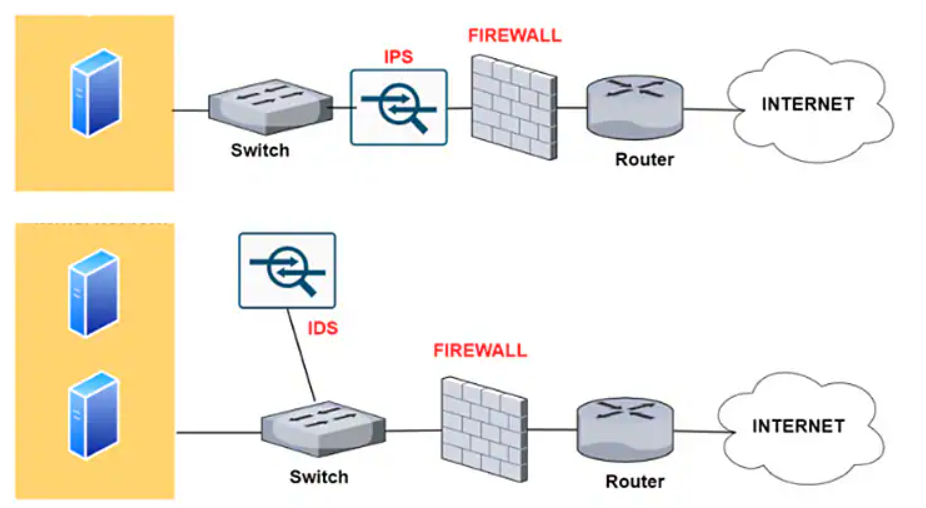 FIREWALL
IPS
INTERNET
Switch
Router
IDS
FIREWALL
INTERNET
Switch
Router